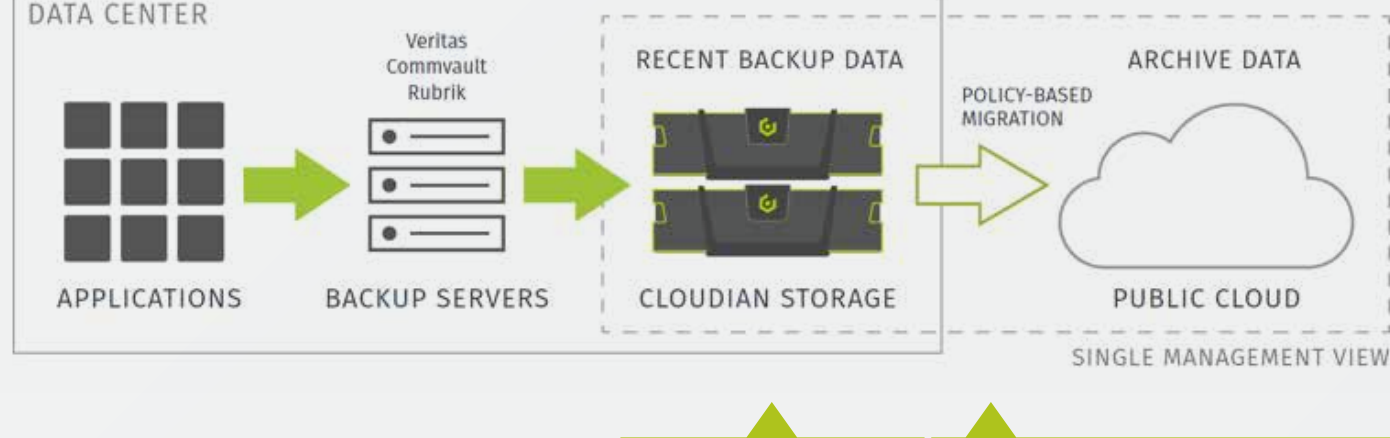 DATA CENTER
Veritas
Commvault
Rubrik
RECENT BACKUP DATA
ARCHIVE DATA
POLICY-BASED
MIGRATION
APPLICATIONS
BACKUP SERVERS
CLOUDIAN STORAGE
PUBLIC CLOUD
SINGLE MANAGEMENT VIEW